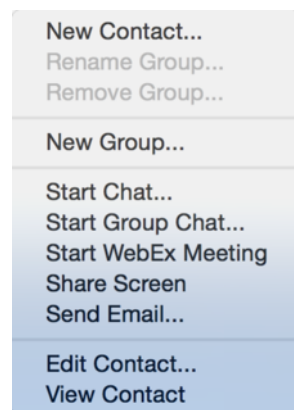 New Contact...
Rename Group...
Remove Group...
New Group...
Start Chat...
Start Group Chat...
Start WebEx Meeting
Share Screen
Send Email...
Edit Contact...
View Contact